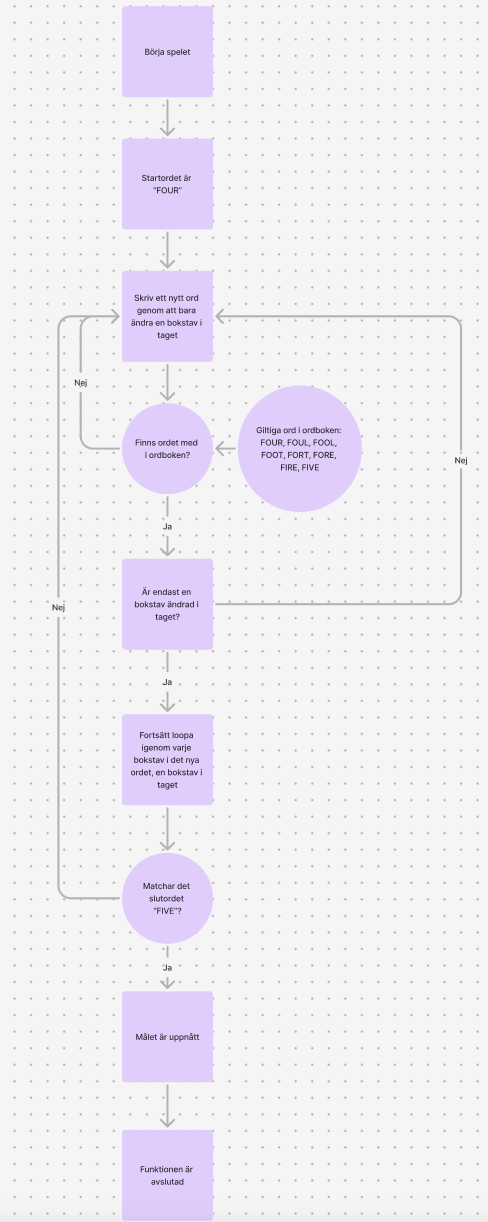 Börja spelet
Startordet är
"FOUR"
Skriv ett nytt ord
genom att bara
ändra en bokstav i
taget
Nej
Finns ordet med
i ordboken?
Giltiga ord i ordboken:
FOUR, FOUL, FOOL,
FOOT, FORT, FORE,
FIRE, FIVE
Nej
Ja
Är endast en
bokstav ändrad i
taget?
Nej
Ja
Fortsätt loopa
igenom varje
bokstav i det nya
ordet, en bokstav i
taget
Matchar det
slutordet
"FIVE"?
Ja
Målet är uppnått
Funktionen är
avslutad